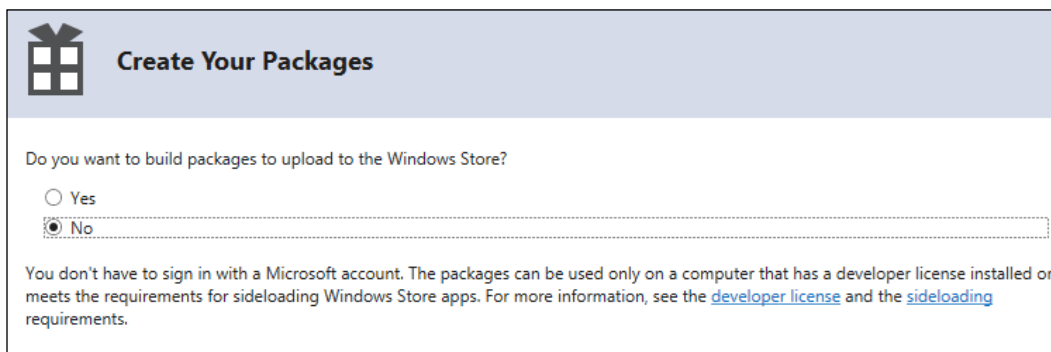 Create Your Packages
Do you want to build packages to upload to the Windows Store?
Yes
No
You don't have to sign in with a Microsoft account. The packages can be used only on a computer that has a developer license installed or
meets the requirements for sideloading Windows Store apps. For more information, see the developer license and the sideloading
requirements.